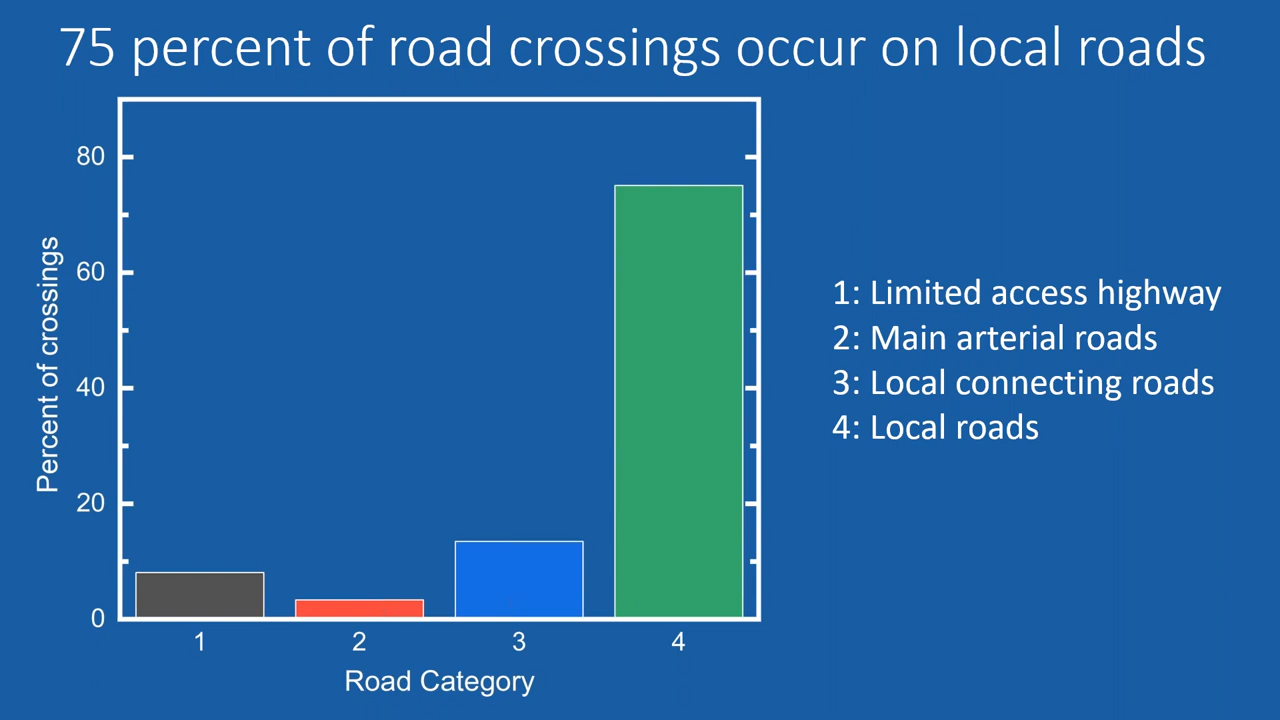 75 percent of road crossings occur on local roads
Percent of crossings
80
60
40
20
0
1 2 3 4
Road Category
1: Limited access highway
2: Main arterial roads
3: Local connecting roads
4: Local roads